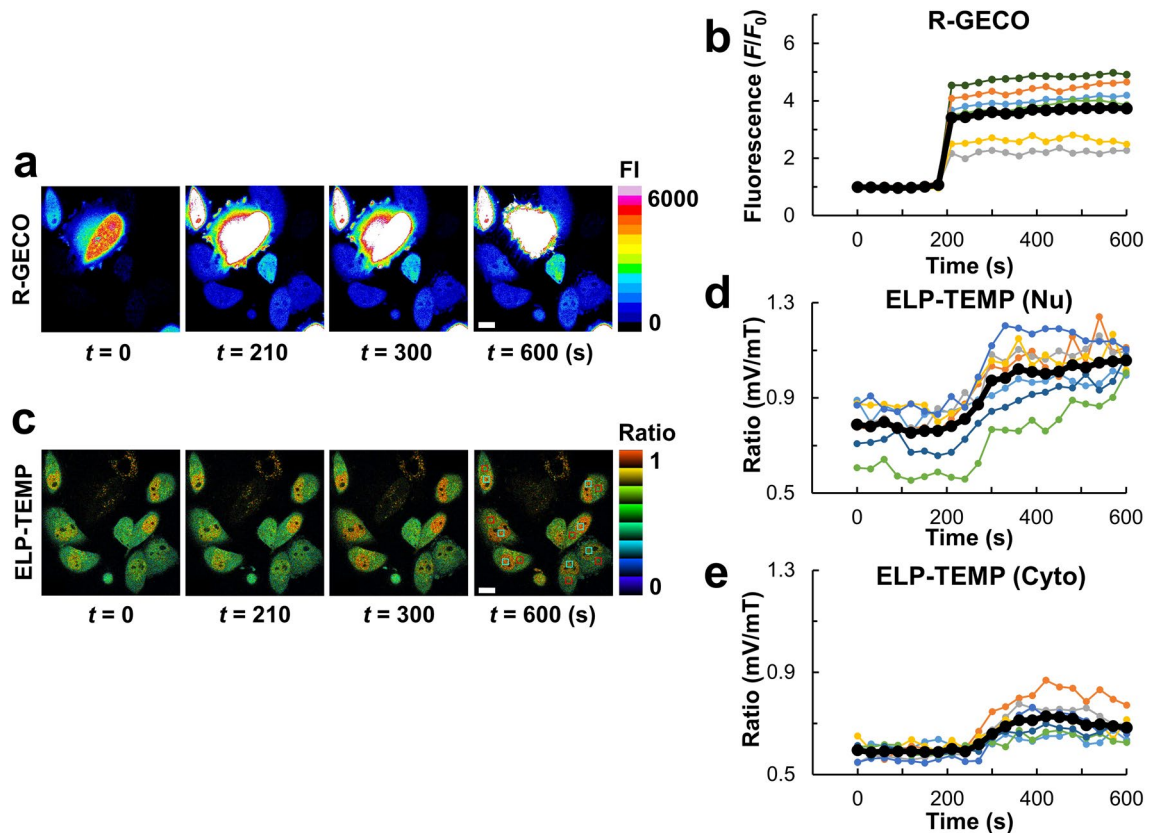 a
R-GECO
FI
6000
0
t = 0
t = 210
t = 300
t = 600 (s)
b
R-GECO
Fluorescence (F/F0)
6
4
2
0
0 200 400 600
Time (s)
c
ELP-TEMP
Ratio
1
0
t = 0
t = 210
t = 300
t = 600 (s)
d
ELP-TEMP (Nu)
Ratio (mV/mT)
1.3
0.9
0.5
0 200 400 600
Time (s)
e
ELP-TEMP (Cyto)
Ratio (mV/mT)
1.3
0.9
0.5
0 200 400 600
Time (s)